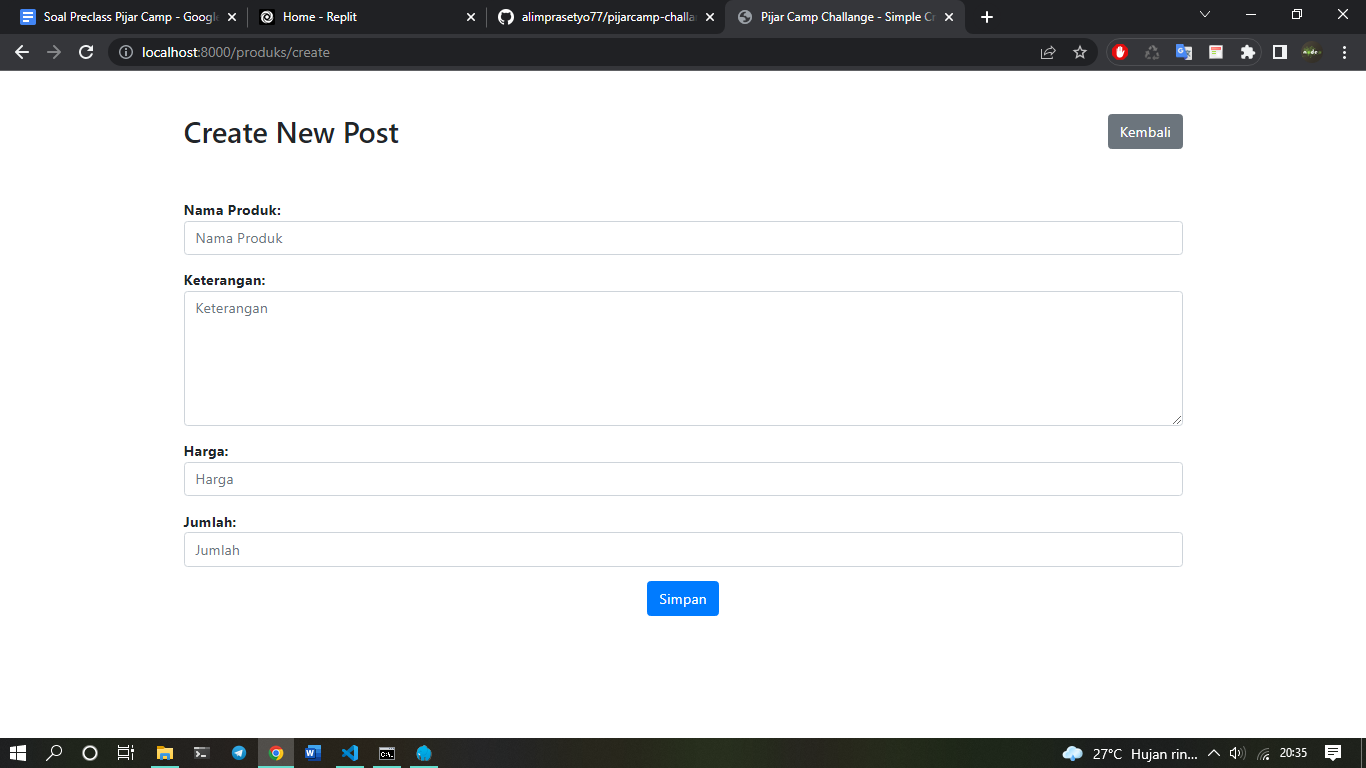 Soal Preclass Pijar Camp - Googl
Home - Replit
alimprasetyo77/pijarcamp-challa
Pijar Camp Challange - Simple Cr
localhost:8000/produks/create
Create New Post
Kembali
Nama Produk:
Nama Produk
Keterangan:
Keterangan
Harga:
Harga
Jumlah:
Jumlah
Simpan
27°C Hujan rin...
20:35